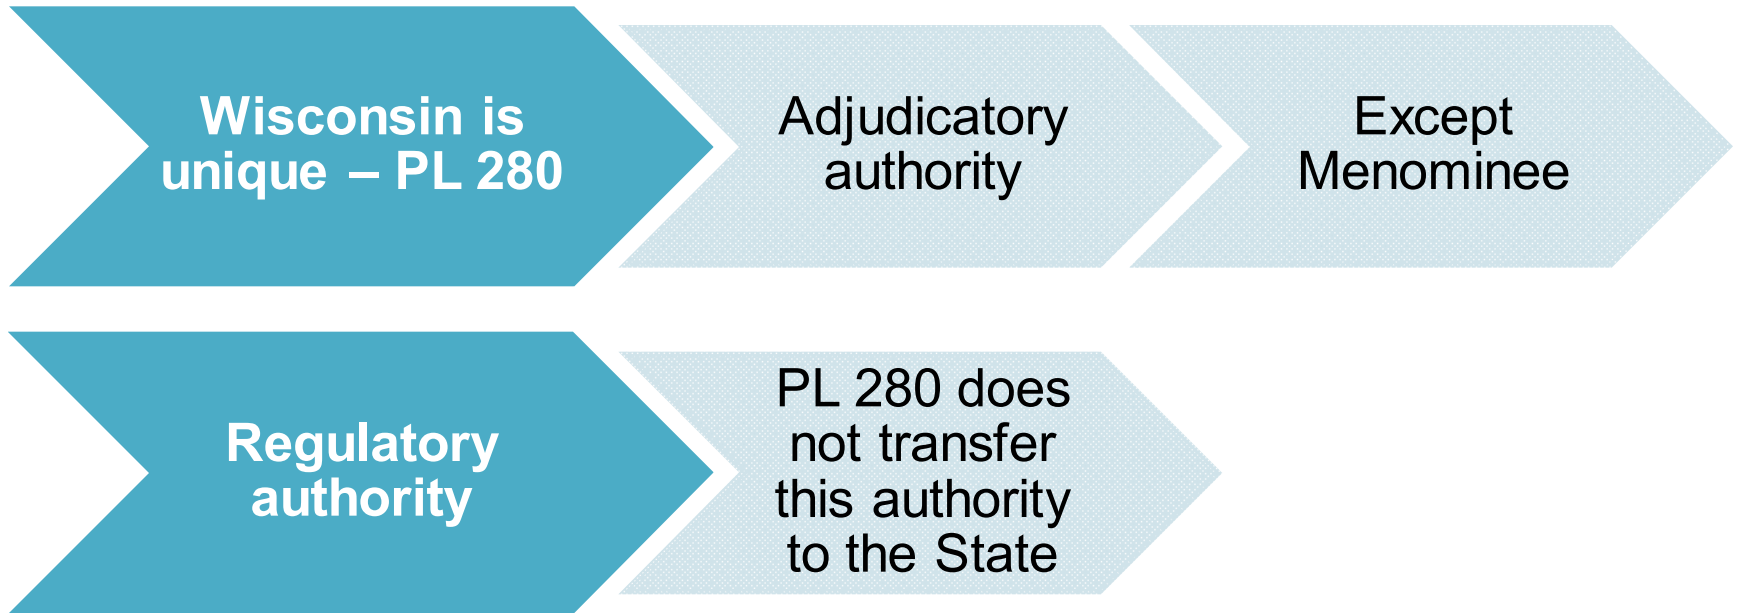 Wisconsin is
unique – PL 280
Adjudicatory
authority
Except
Menominee
Regulatory
authority
PL 280 does
not transfer
this authority
to the State